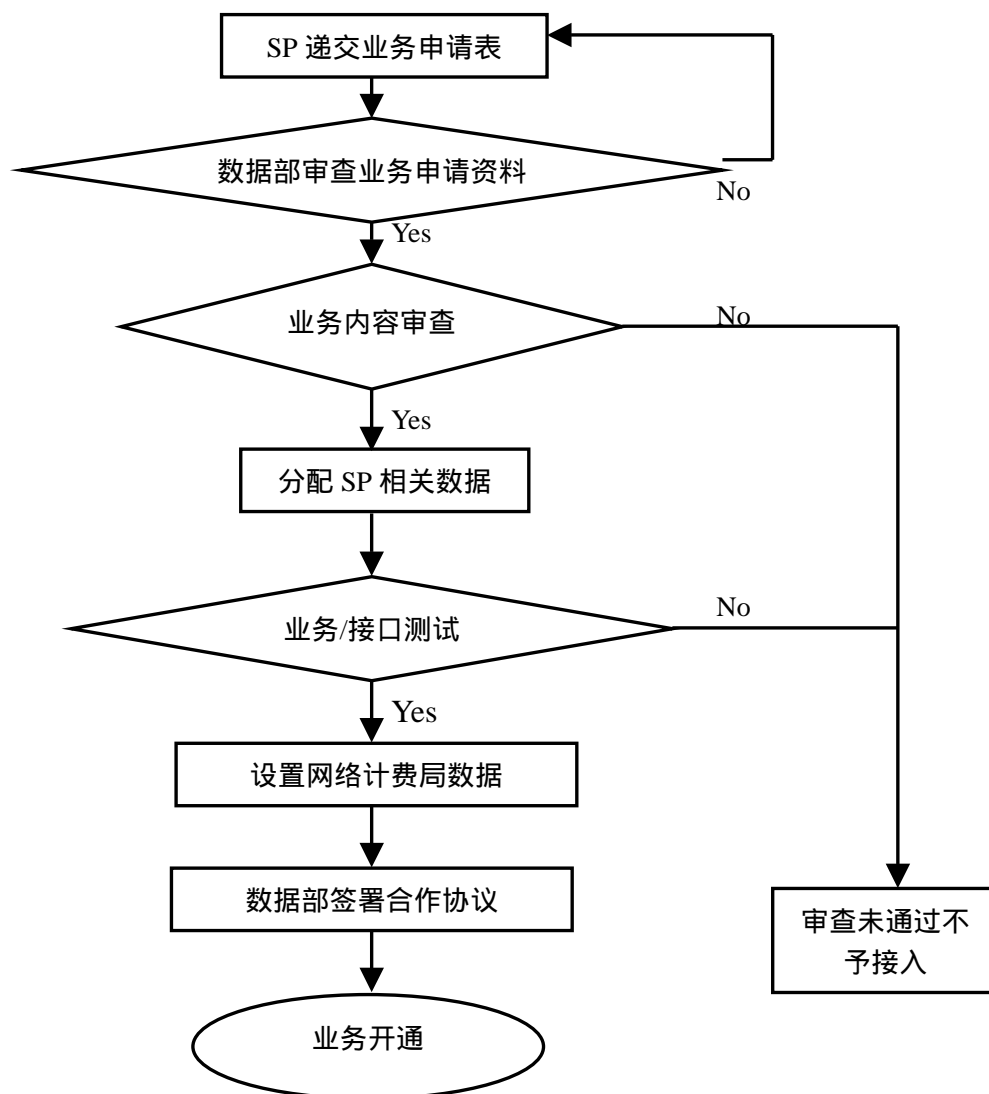 SP 递交业务申请表
数据部审查业务申请资料
No
Yes
业务内容审查
No
Yes
分配 SP 相关数据
业务/接口测试
No
Yes
设置网络计费局数据
数据部签署合作协议
审查未通过不
予接入
业务开通